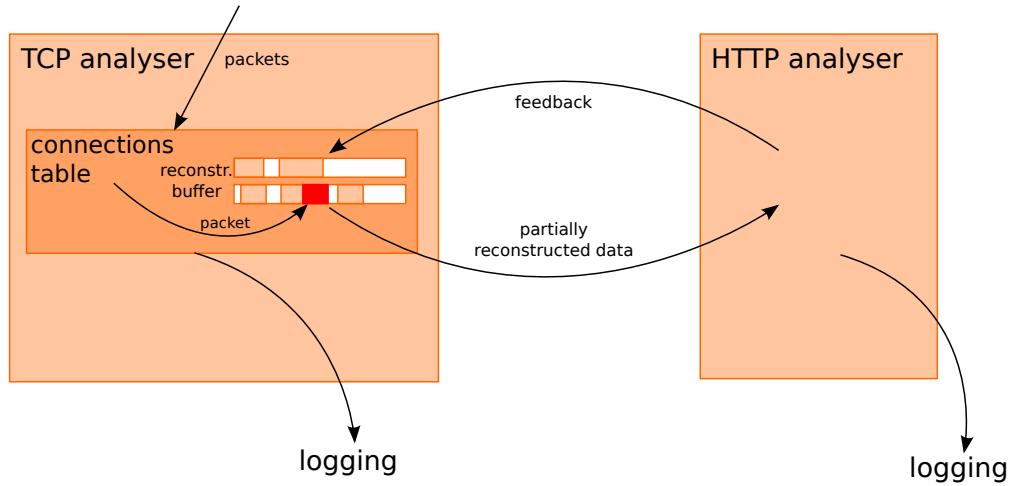 TCP analyser
packets
HTTP analyser
feedback
connections
table
reconstr.
buffer
packet
partially
reconstructed data
logging
logging